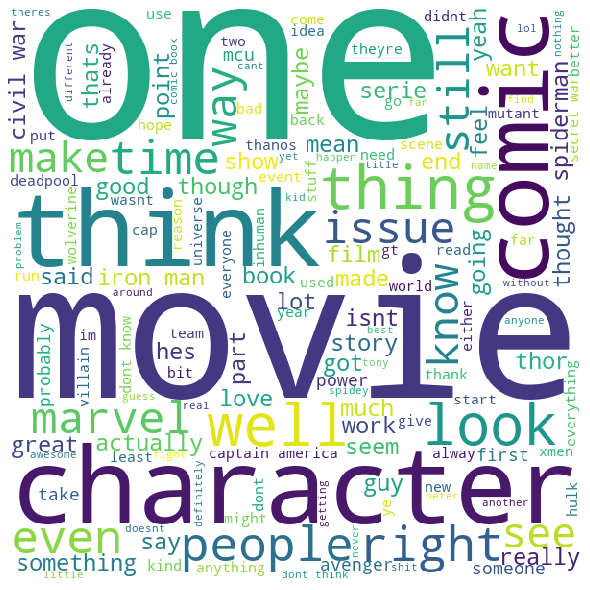 theres
one
use
come
idea
two
didnt
lol
nothing
civil war
different
thats
already
point
comic book
mcu
cant
theyre
maybe
serie
go
fan
still
yeah
want
feel
mutant
find
comic
spiderman
secret war
better
put
hope
way
bad
back
make
time
thanos
mean
yet
happen
need
scene
end
far
thought
deadpool
wolverine
good
though
show
event
stuff
thing
title
name
wasnt
think
problem
cap
reason
universe
everyone
kid
inhuman
issue
film
gt
read
know
going
without
run
said
iron man
book
used
made
world
around
movie
probably
im
team
villain
bit
dont know
guess
real
hes
lot
year
part
isnt
story
best
got
tony
power
spidey
thank
either
start
anyone
thor
everything
marvel
love
well
much
work
give
look
great
actually
awesome
least
fight
seem
captain america
alway
first
xmen
take
character
definitely
dont
getting
guy
ye
new
peter
another
hulk
even
doesnt
might
people
right
see
something
say
kind
anything
avenger
never
shit
really
someone
little
dont think